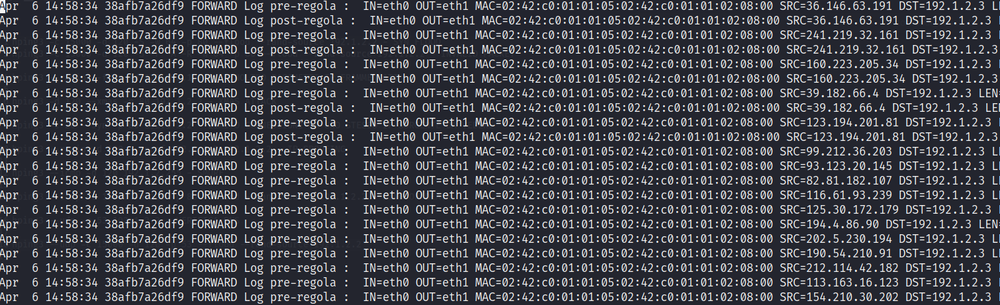 Apr  6 14:58:34 38afb7a26df9 FORWARD Log pre-regola :  IN=eth0 OUT=eth1 MAC=02:42:c0:01:01:05:02:42:c0:01:01:02:08:00 SRC=36.146.63.191 DST=192.1.2.3 L
Apr  6 14:58:34 38afb7a26df9 FORWARD Log post-regola :  IN=eth0 OUT=eth1 MAC=02:42:c0:01:01:05:02:42:c0:01:01:02:08:00 SRC=36.146.63.191 DST=192.1.2.3
Apr  6 14:58:34 38afb7a26df9 FORWARD Log pre-regola :  IN=eth0 OUT=eth1 MAC=02:42:c0:01:01:05:02:42:c0:01:01:02:08:00 SRC=241.219.32.161 DST=192.1.2.3
Apr  6 14:58:34 38afb7a26df9 FORWARD Log post-regola :  IN=eth0 OUT=eth1 MAC=02:42:c0:01:01:05:02:42:c0:01:01:02:08:00 SRC=241.219.32.161 DST=192.1.2.3
Apr  6 14:58:34 38afb7a26df9 FORWARD Log pre-regola :  IN=eth0 OUT=eth1 MAC=02:42:c0:01:01:05:02:42:c0:01:01:02:08:00 SRC=160.223.205.34 DST=192.1.2.3
Apr  6 14:58:34 38afb7a26df9 FORWARD Log post-regola :  IN=eth0 OUT=eth1 MAC=02:42:c0:01:01:05:02:42:c0:01:01:02:08:00 SRC=160.223.205.34 DST=192.1.2.3
Apr  6 14:58:34 38afb7a26df9 FORWARD Log pre-regola :  IN=eth0 OUT=eth1 MAC=02:42:c0:01:01:05:02:42:c0:01:01:02:08:00 SRC=39.182.66.4 DST=192.1.2.3 LEN=
Apr  6 14:58:34 38afb7a26df9 FORWARD Log post-regola :  IN=eth0 OUT=eth1 MAC=02:42:c0:01:01:05:02:42:c0:01:01:02:08:00 SRC=39.182.66.4 DST=192.1.2.3 LE
Apr  6 14:58:34 38afb7a26df9 FORWARD Log pre-regola :  IN=eth0 OUT=eth1 MAC=02:42:c0:01:01:05:02:42:c0:01:01:02:08:00 SRC=123.194.201.81 DST=192.1.2.3
Apr  6 14:58:34 38afb7a26df9 FORWARD Log post-regola :  IN=eth0 OUT=eth1 MAC=02:42:c0:01:01:05:02:42:c0:01:01:02:08:00 SRC=123.194.201.81 DST=192.1.2.3
Apr  6 14:58:34 38afb7a26df9 FORWARD Log pre-regola :  IN=eth0 OUT=eth1 MAC=02:42:c0:01:01:05:02:42:c0:01:01:02:08:00 SRC=99.212.36.203 DST=192.1.2.3 L
Apr  6 14:58:34 38afb7a26df9 FORWARD Log pre-regola :  IN=eth0 OUT=eth1 MAC=02:42:c0:01:01:05:02:42:c0:01:01:02:08:00 SRC=93.123.20.145 DST=192.1.2.3 L
Apr  6 14:58:34 38afb7a26df9 FORWARD Log pre-regola :  IN=eth0 OUT=eth1 MAC=02:42:c0:01:01:05:02:42:c0:01:01:02:08:00 SRC=82.81.182.107 DST=192.1.2.3 L
Apr  6 14:58:34 38afb7a26df9 FORWARD Log pre-regola :  IN=eth0 OUT=eth1 MAC=02:42:c0:01:01:05:02:42:c0:01:01:02:08:00 SRC=116.61.93.239 DST=192.1.2.3 L
Apr  6 14:58:34 38afb7a26df9 FORWARD Log pre-regola :  IN=eth0 OUT=eth1 MAC=02:42:c0:01:01:05:02:42:c0:01:01:02:08:00 SRC=125.30.172.179 DST=192.1.2.3
Apr  6 14:58:34 38afb7a26df9 FORWARD Log pre-regola :  IN=eth0 OUT=eth1 MAC=02:42:c0:01:01:05:02:42:c0:01:01:02:08:00 SRC=194.4.86.90 DST=192.1.2.3 LEN=
Apr  6 14:58:34 38afb7a26df9 FORWARD Log pre-regola :  IN=eth0 OUT=eth1 MAC=02:42:c0:01:01:05:02:42:c0:01:01:02:08:00 SRC=202.5.230.194 DST=192.1.2.3 L
Apr  6 14:58:34 38afb7a26df9 FORWARD Log pre-regola :  IN=eth0 OUT=eth1 MAC=02:42:c0:01:01:05:02:42:c0:01:01:02:08:00 SRC=190.54.210.91 DST=192.1.2.3 L
Apr  6 14:58:34 38afb7a26df9 FORWARD Log pre-regola :  IN=eth0 OUT=eth1 MAC=02:42:c0:01:01:05:02:42:c0:01:01:02:08:00 SRC=212.114.42.182 DST=192.1.2.3
Apr  6 14:58:34 38afb7a26df9 FORWARD Log pre-regola :  IN=eth0 OUT=eth1 MAC=02:42:c0:01:01:05:02:42:c0:01:01:02:08:00 SRC=113.163.16.123 DST=192.1.2.3
Apr  6 14:58:34 38afb7a26df9 FORWARD Log pre-regola :  IN=eth0 OUT=eth1 MAC=02:42:c0:01:01:05:02:42:c0:01:01:02:08:00 SRC=154.210.30.202 DST=192.1.2.3